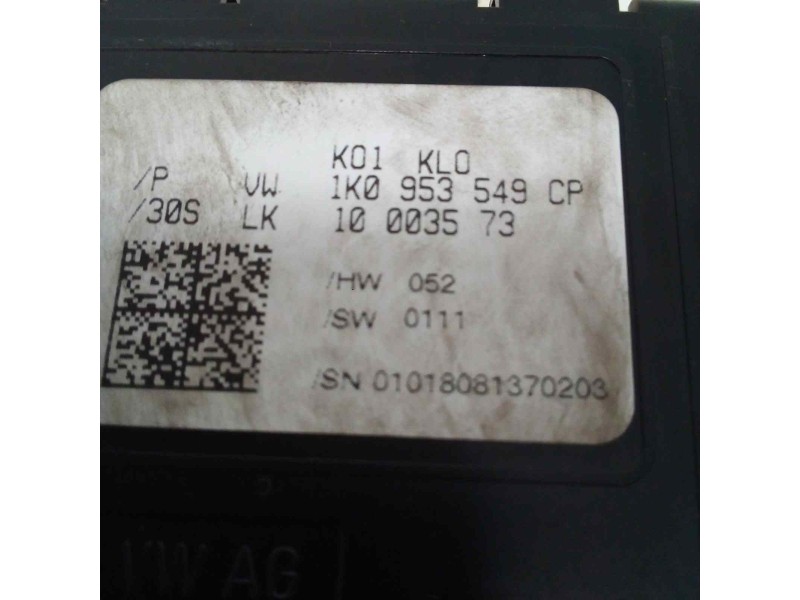 K01 KL0
/P VW 1K0 953 549 CP
/30S LK 10 0035 73
/HW 052
/SW 0111
/SN 01018081370203
VW AG